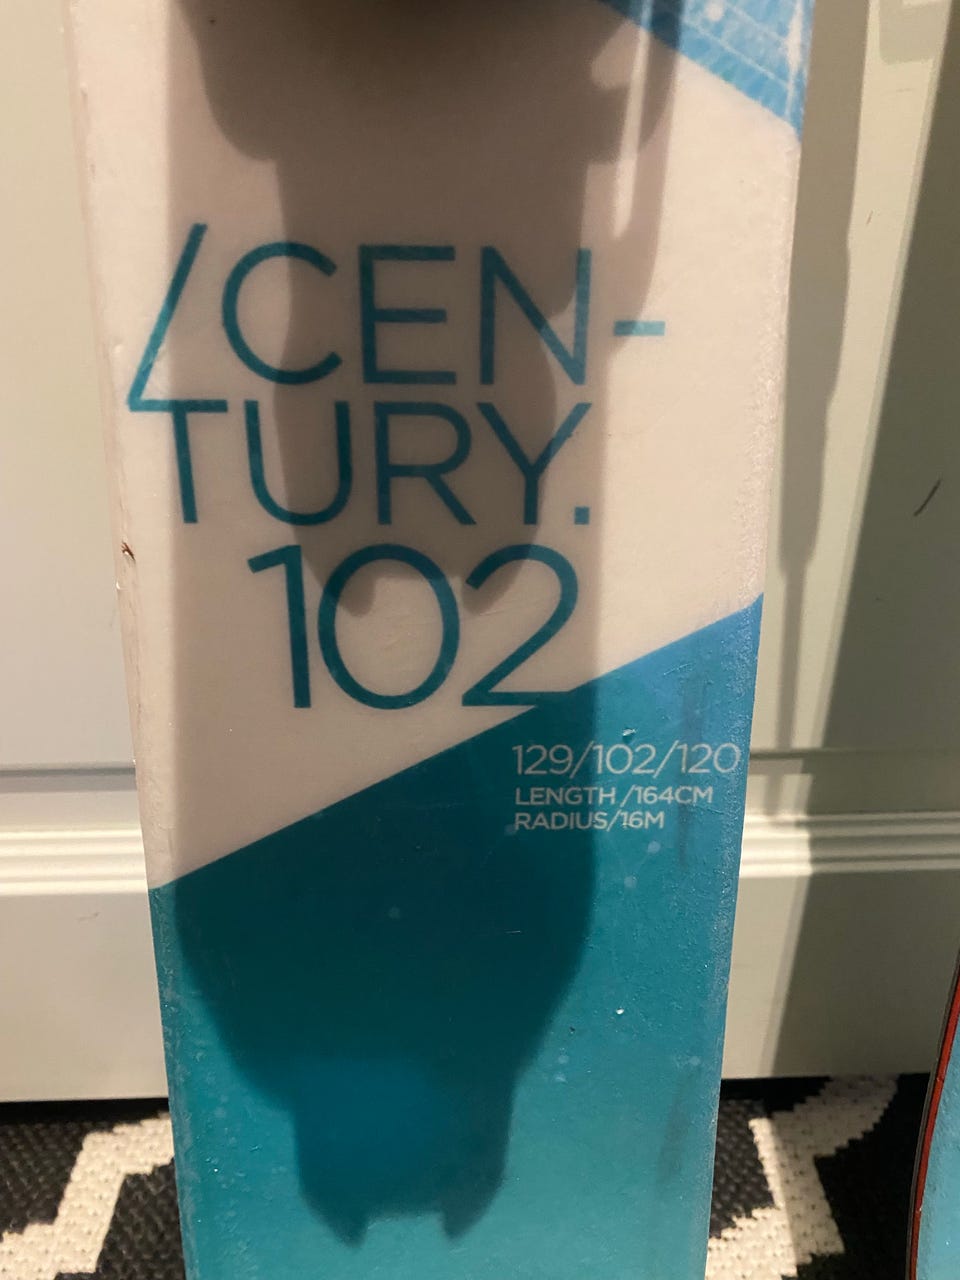 /CEN-
TURY.
102
129/102/120
LENGTH /164CM
RADIUS/16M